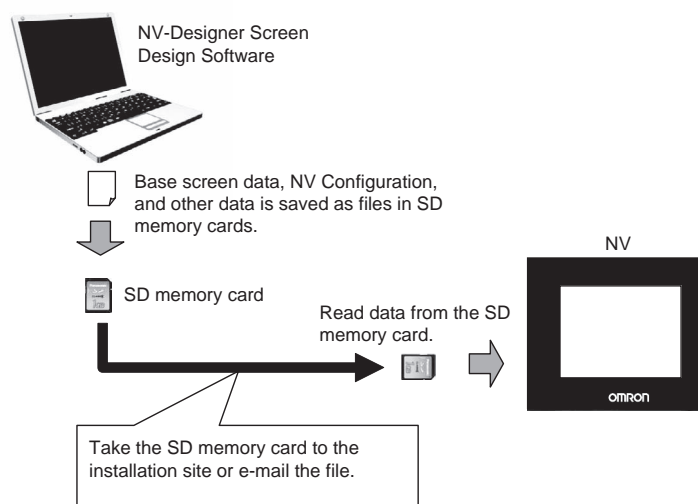 NV-Designer Screen
Design Software
Base screen data, NV Configuration,
and other data is saved as files in SD
memory cards.
NV
SD memory card
Read data from the SD
memory card.
OMRON
Take the SD memory card to the
installation site or e-mail the file.